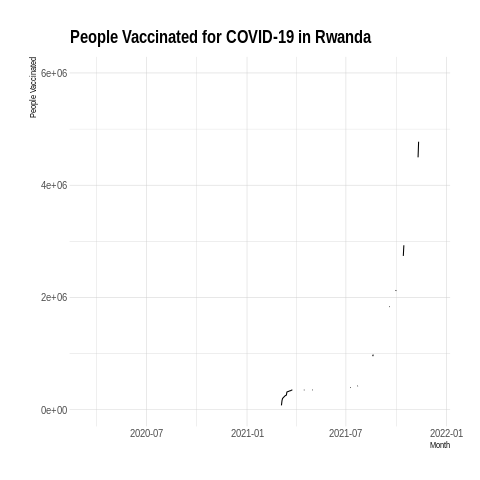 People Vaccinated for COVID-19 in Rwanda
People Vaccinated
6e+06
4e+06
2e+06
0e+00
2020-07
2021-01
2021-07
2022-01
Month